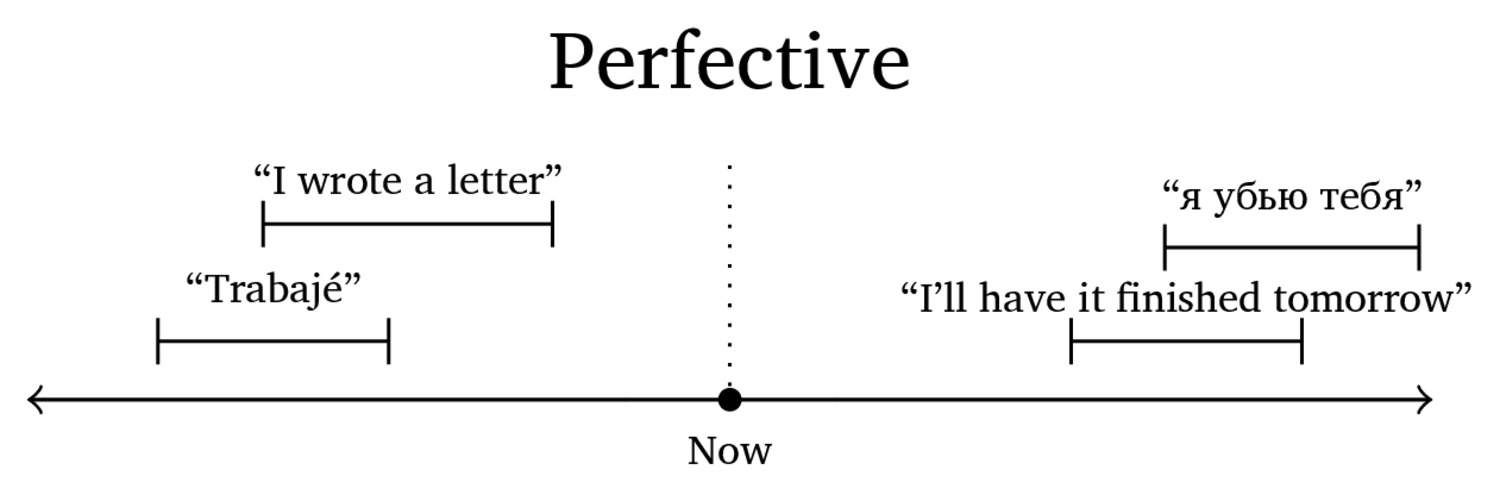 Perfective
“I wrote a letter”
“я убью тебя”
“Trabajé”
“I’ll have it finished tomorrow”
Now